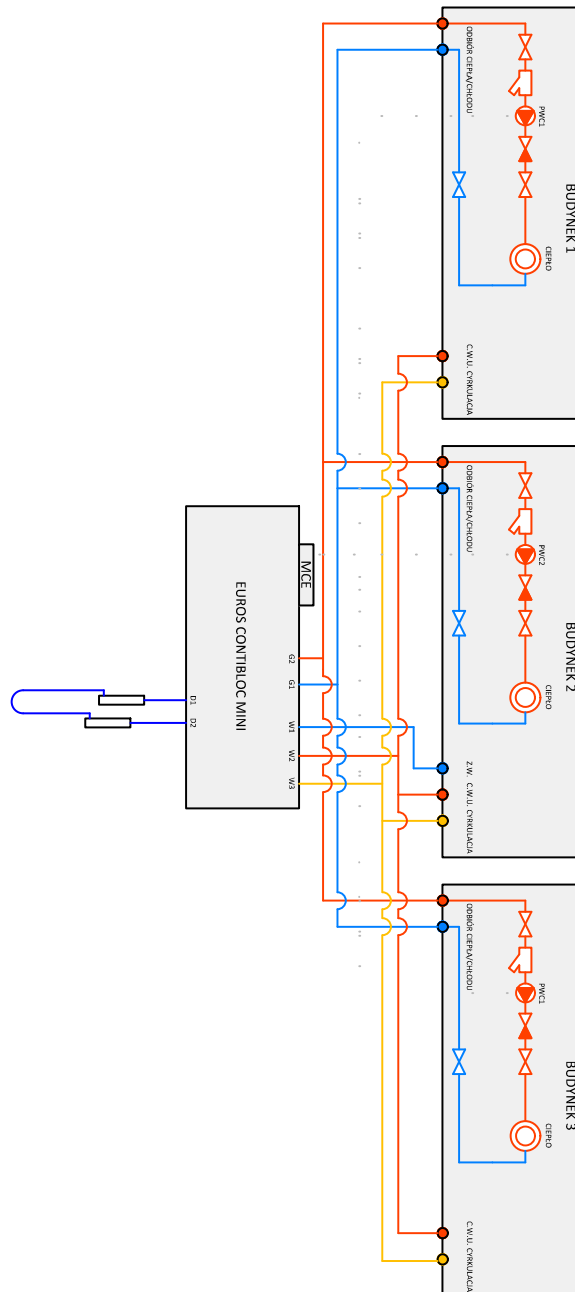 BUDYNEK 1
ODBIÓR CIEPŁA/CHŁODU
PWC1
CIEPŁO
C.W.U. CYRKULACJA
BUDYNEK 2
ODBIÓR CIEPŁA/CHŁODU
PWC2
CIEPŁO
Z.W. C.W.U. CYRKULACJA
BUDYNEK 3
ODBIÓR CIEPŁA/CHŁODU
PWC1
CIEPŁO
C.W.U. CYRKULACJA
MCE
EUROS CONTIBLOC MINI
G2
G1
W1
W2
W3
D1
D2